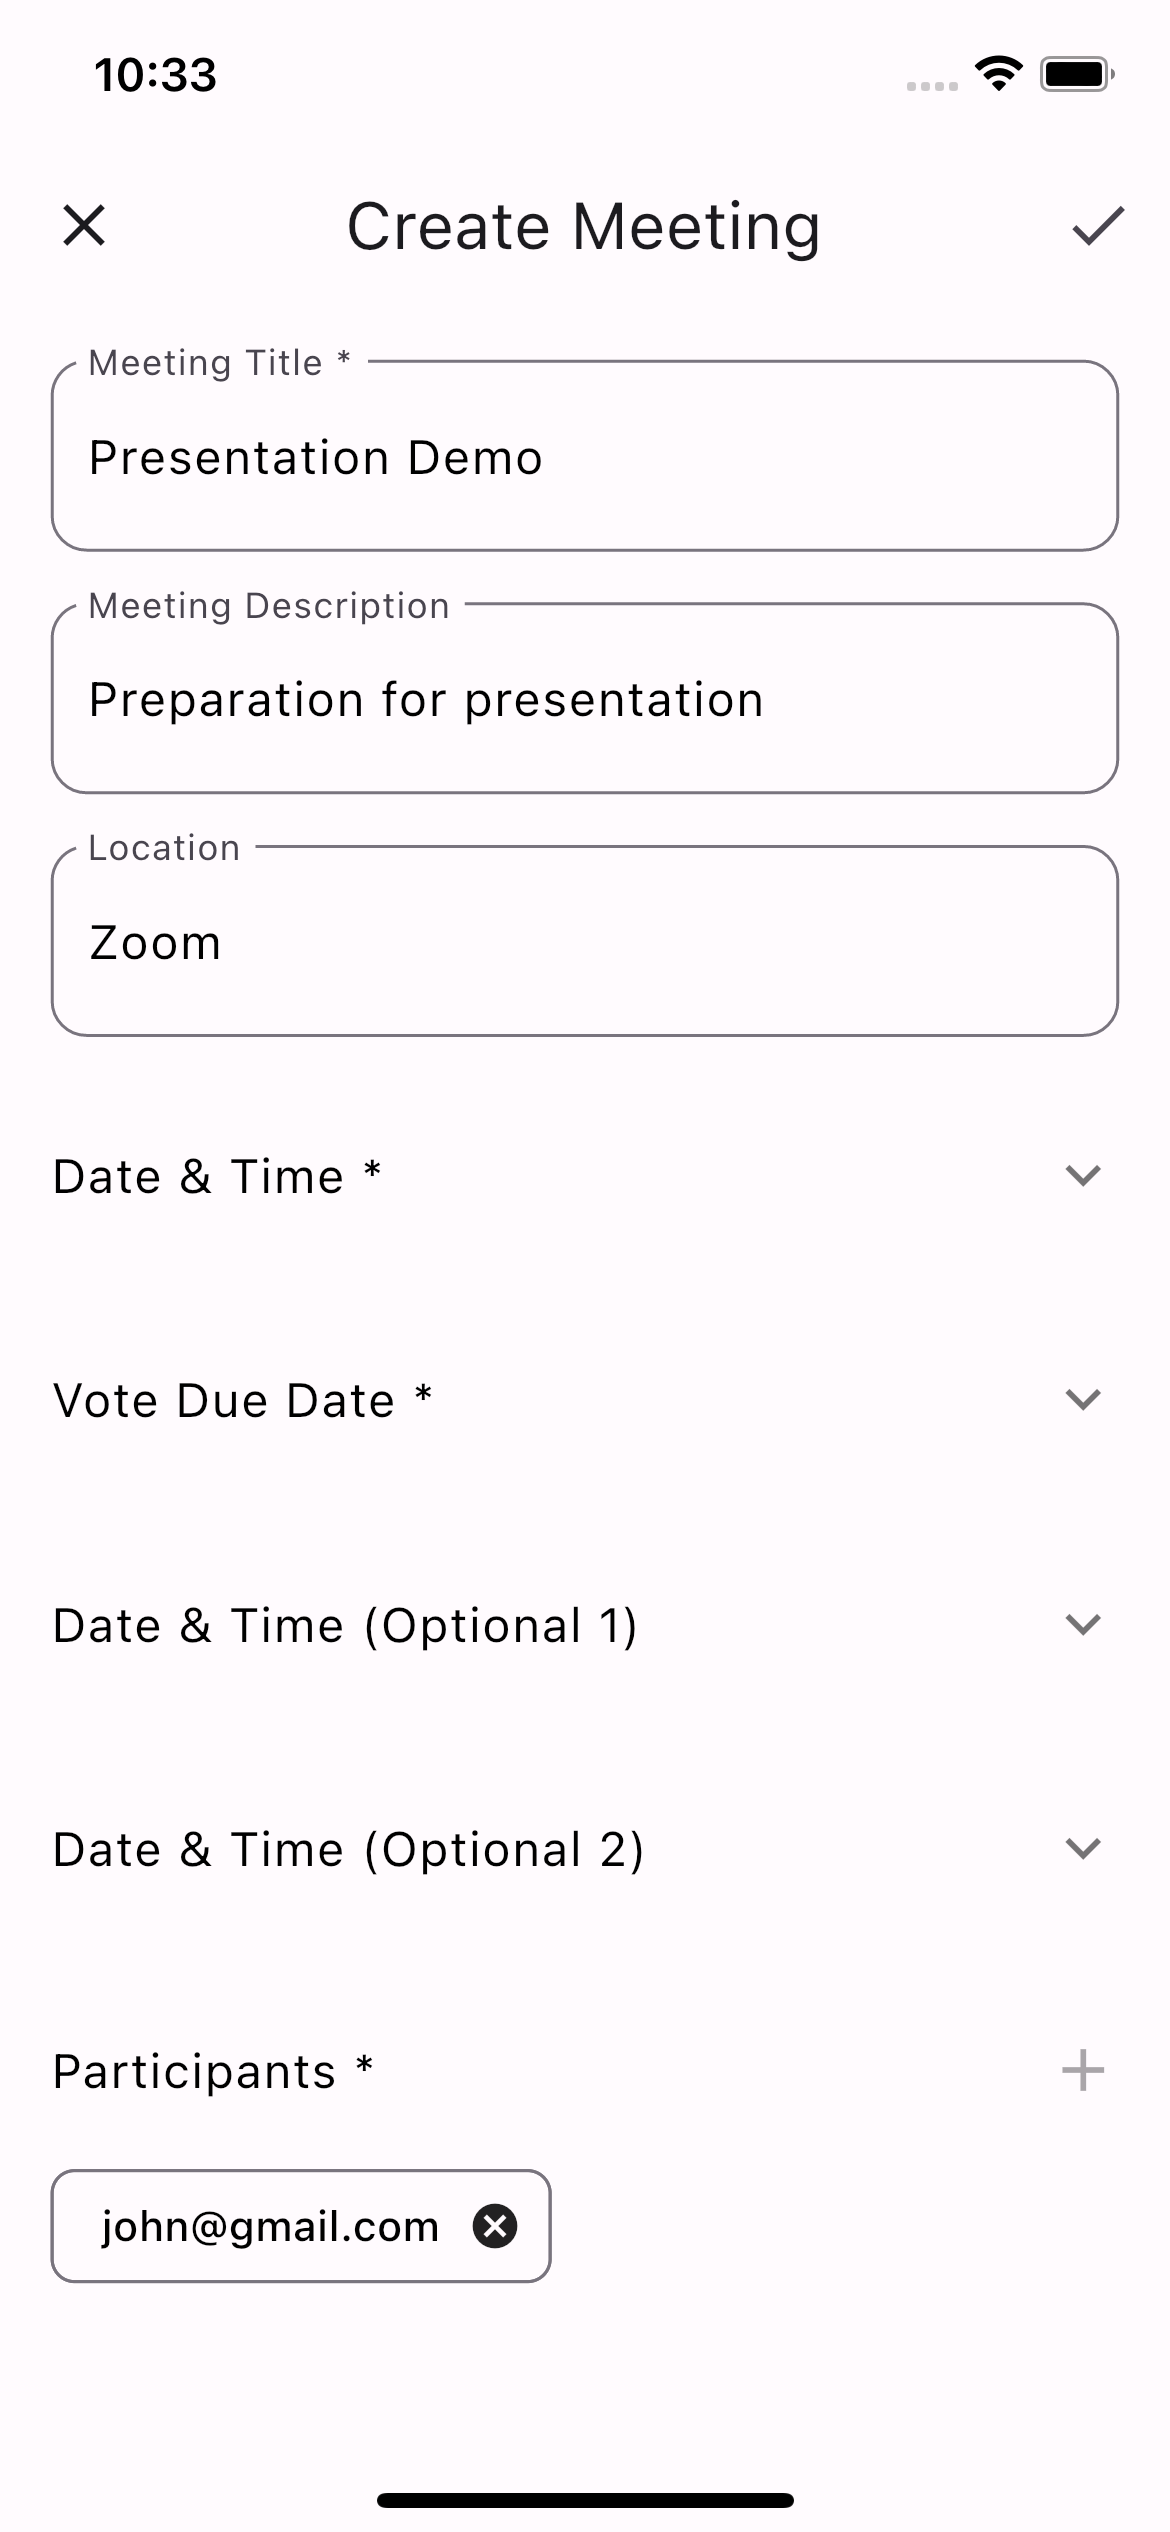 10:33
Create Meeting
Meeting Title *
Presentation Demo
Meeting Description
Preparation for presentation
Location
Zoom
Date & Time *
Vote Due Date *
Date & Time (Optional 1)
Date & Time (Optional 2)
Participants *
john@gmail.com